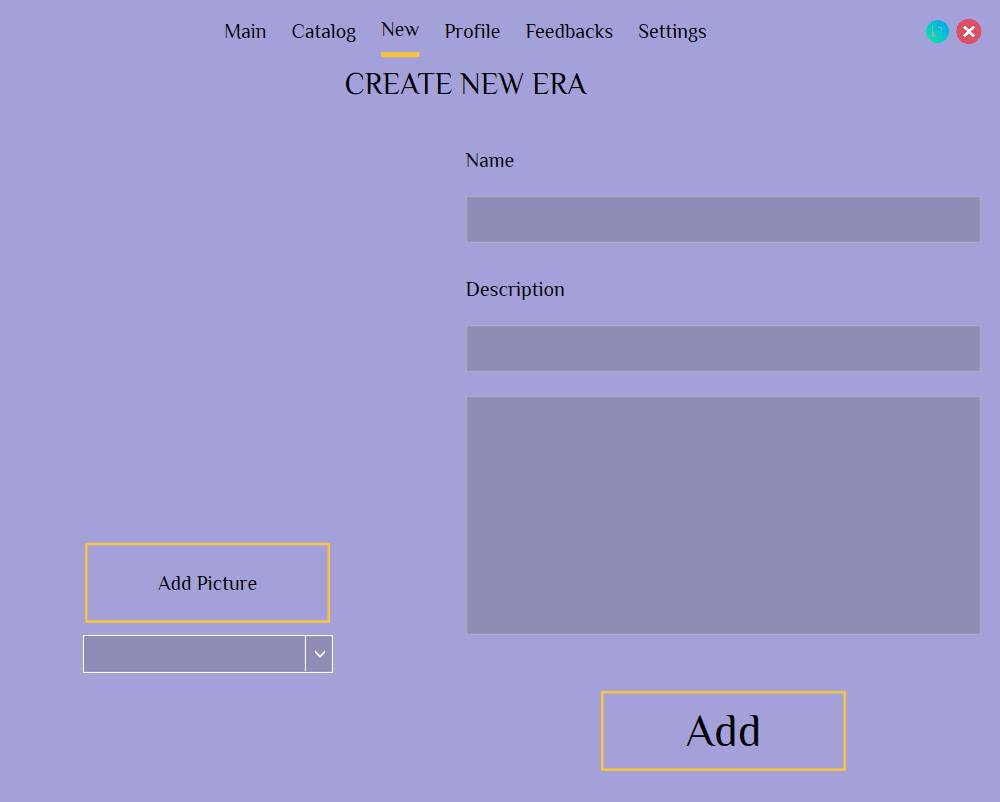 Main Catalog New Profile Feedbacks Settings
CREATE NEW ERA
Name
Description
Add Picture
Add